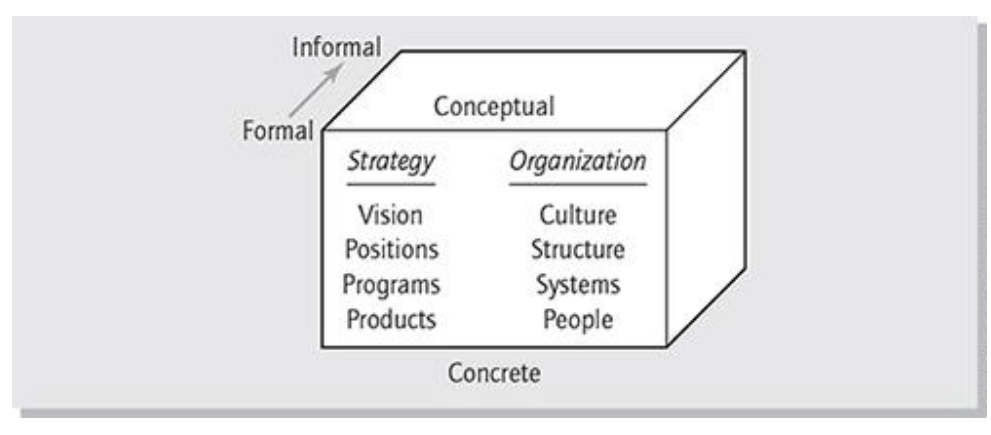 Informal
Formal
Conceptual
Strategy Organization
Vision Culture
Positions Structure
Programs Systems
Products People
Concrete